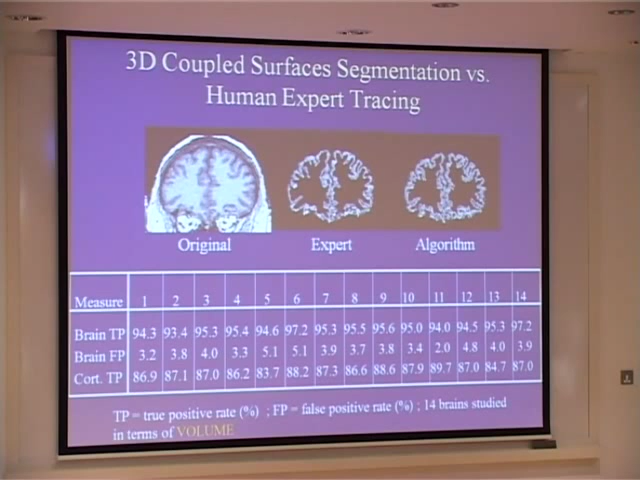 3D Coupled Surfaces Segmentation vs.
Human Expert Tracing
Original Expert Algorithm
Measure 1 2 3 4 5 6 7 8 9 10 11 12 13 14
Brain TP 94.3 93.4 95.3 95.4 94.6 97.2 95.3 95.5 95.6 95.0 94.0 94.5 95.3 97.2
Brain FP 3.2 3.8 4.0 3.3 5.1 5.1 3.9 3.7 3.8 3.4 2.0 4.8 4.0 3.9
Cort. TP 86.9 87.1 87.0 86.2 83.7 88.2 87.3 86.6 88.6 87.9 89.7 87.0 84.7 87.0
TP = true positive rate (%) ; FP = false positive rate (%) ; 14 brains studied
in terms of VOLUME